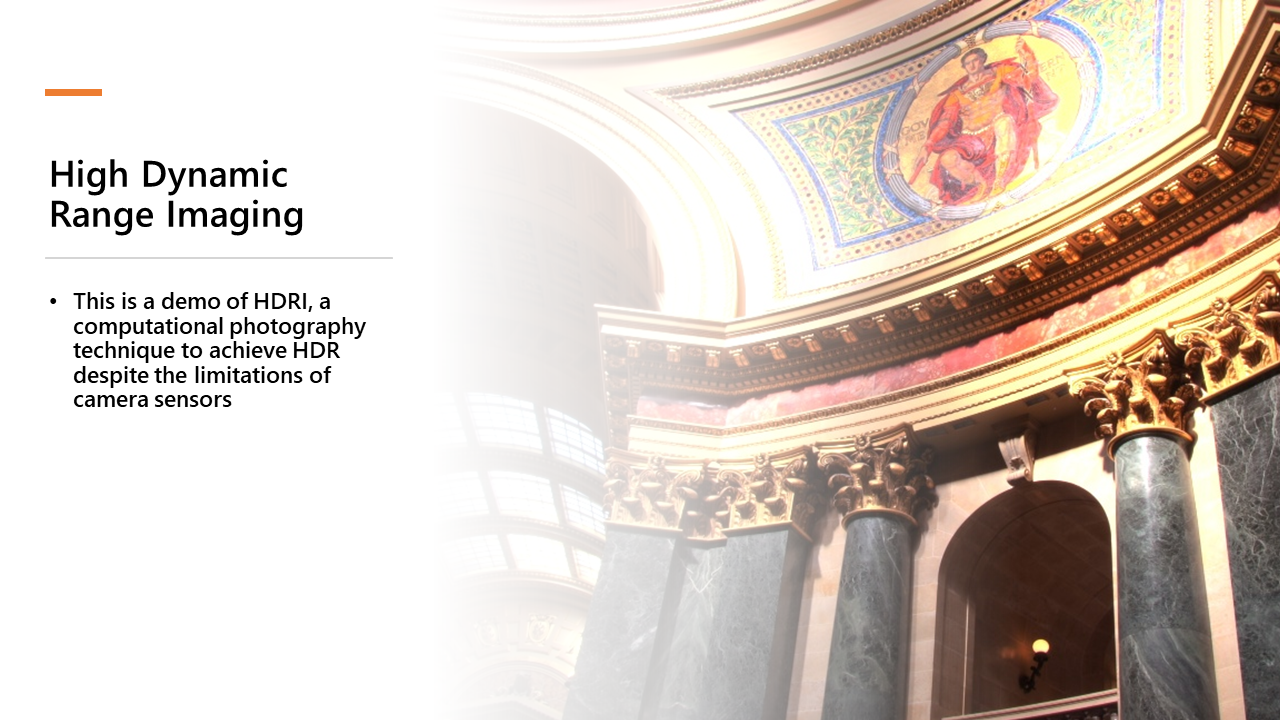 High Dynamic
Range Imaging
• This is a demo of HDRI, a
computational photography
technique to achieve HDR
despite the limitations of
camera sensors